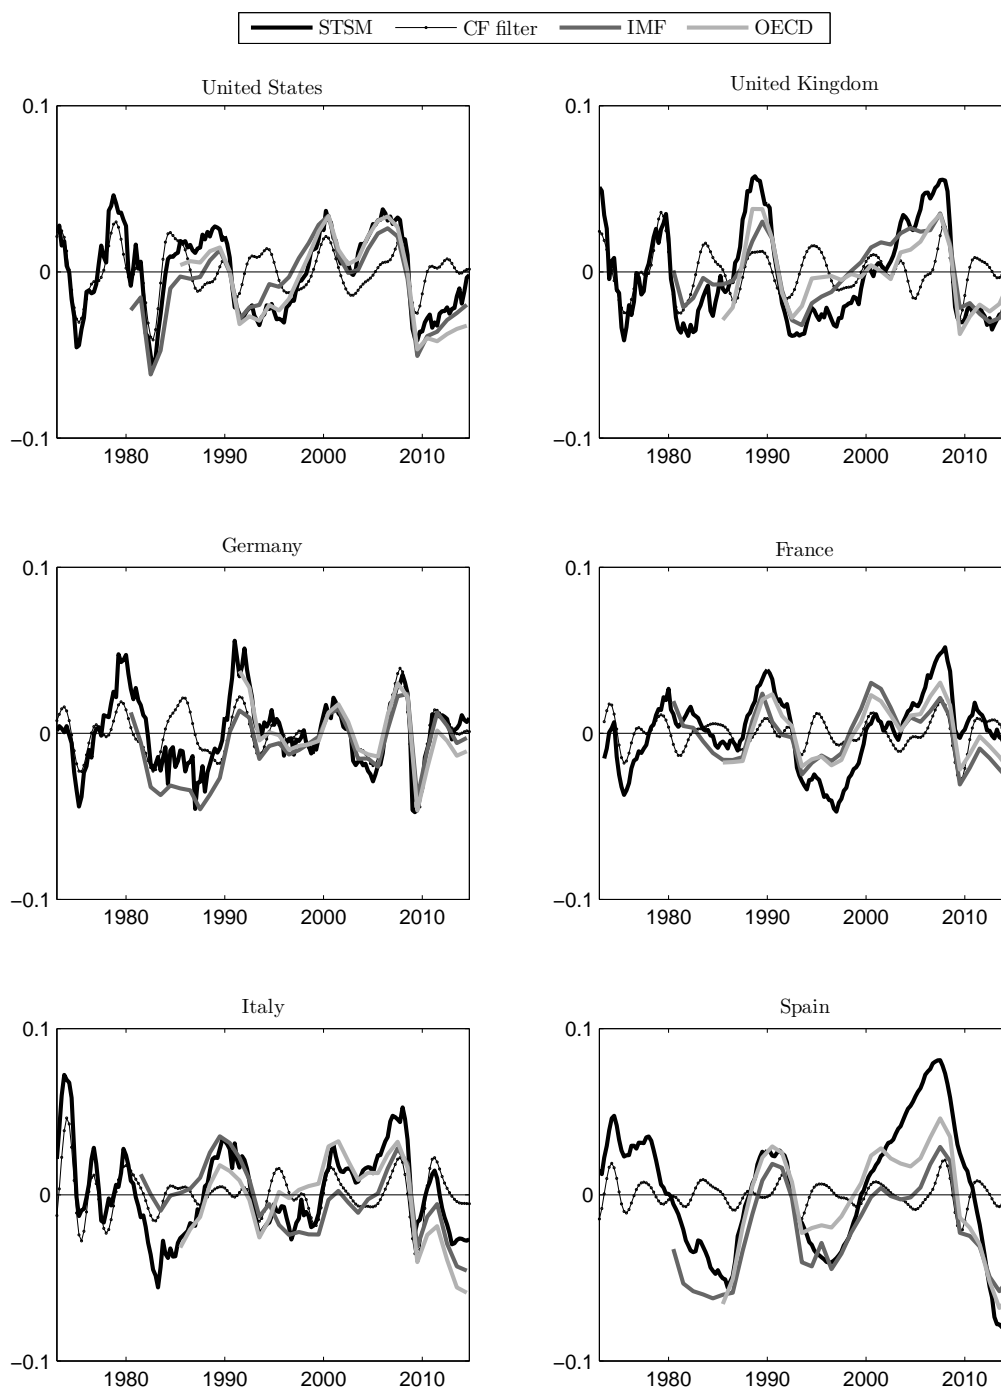 STSM CF filter IMF OECD
United States United Kingdom
0.1 0.1
0 0
−0.1 −0.1
1980 1990 2000 2010 1980 1990 2000 2010
Germany France
0.1 0.1
0 0
−0.1 −0.1
1980 1990 2000 2010 1980 1990 2000 2010
Italy Spain
0.1 0.1
0 0
−0.1 −0.1
1980 1990 2000 2010 1980 1990 2000 2010